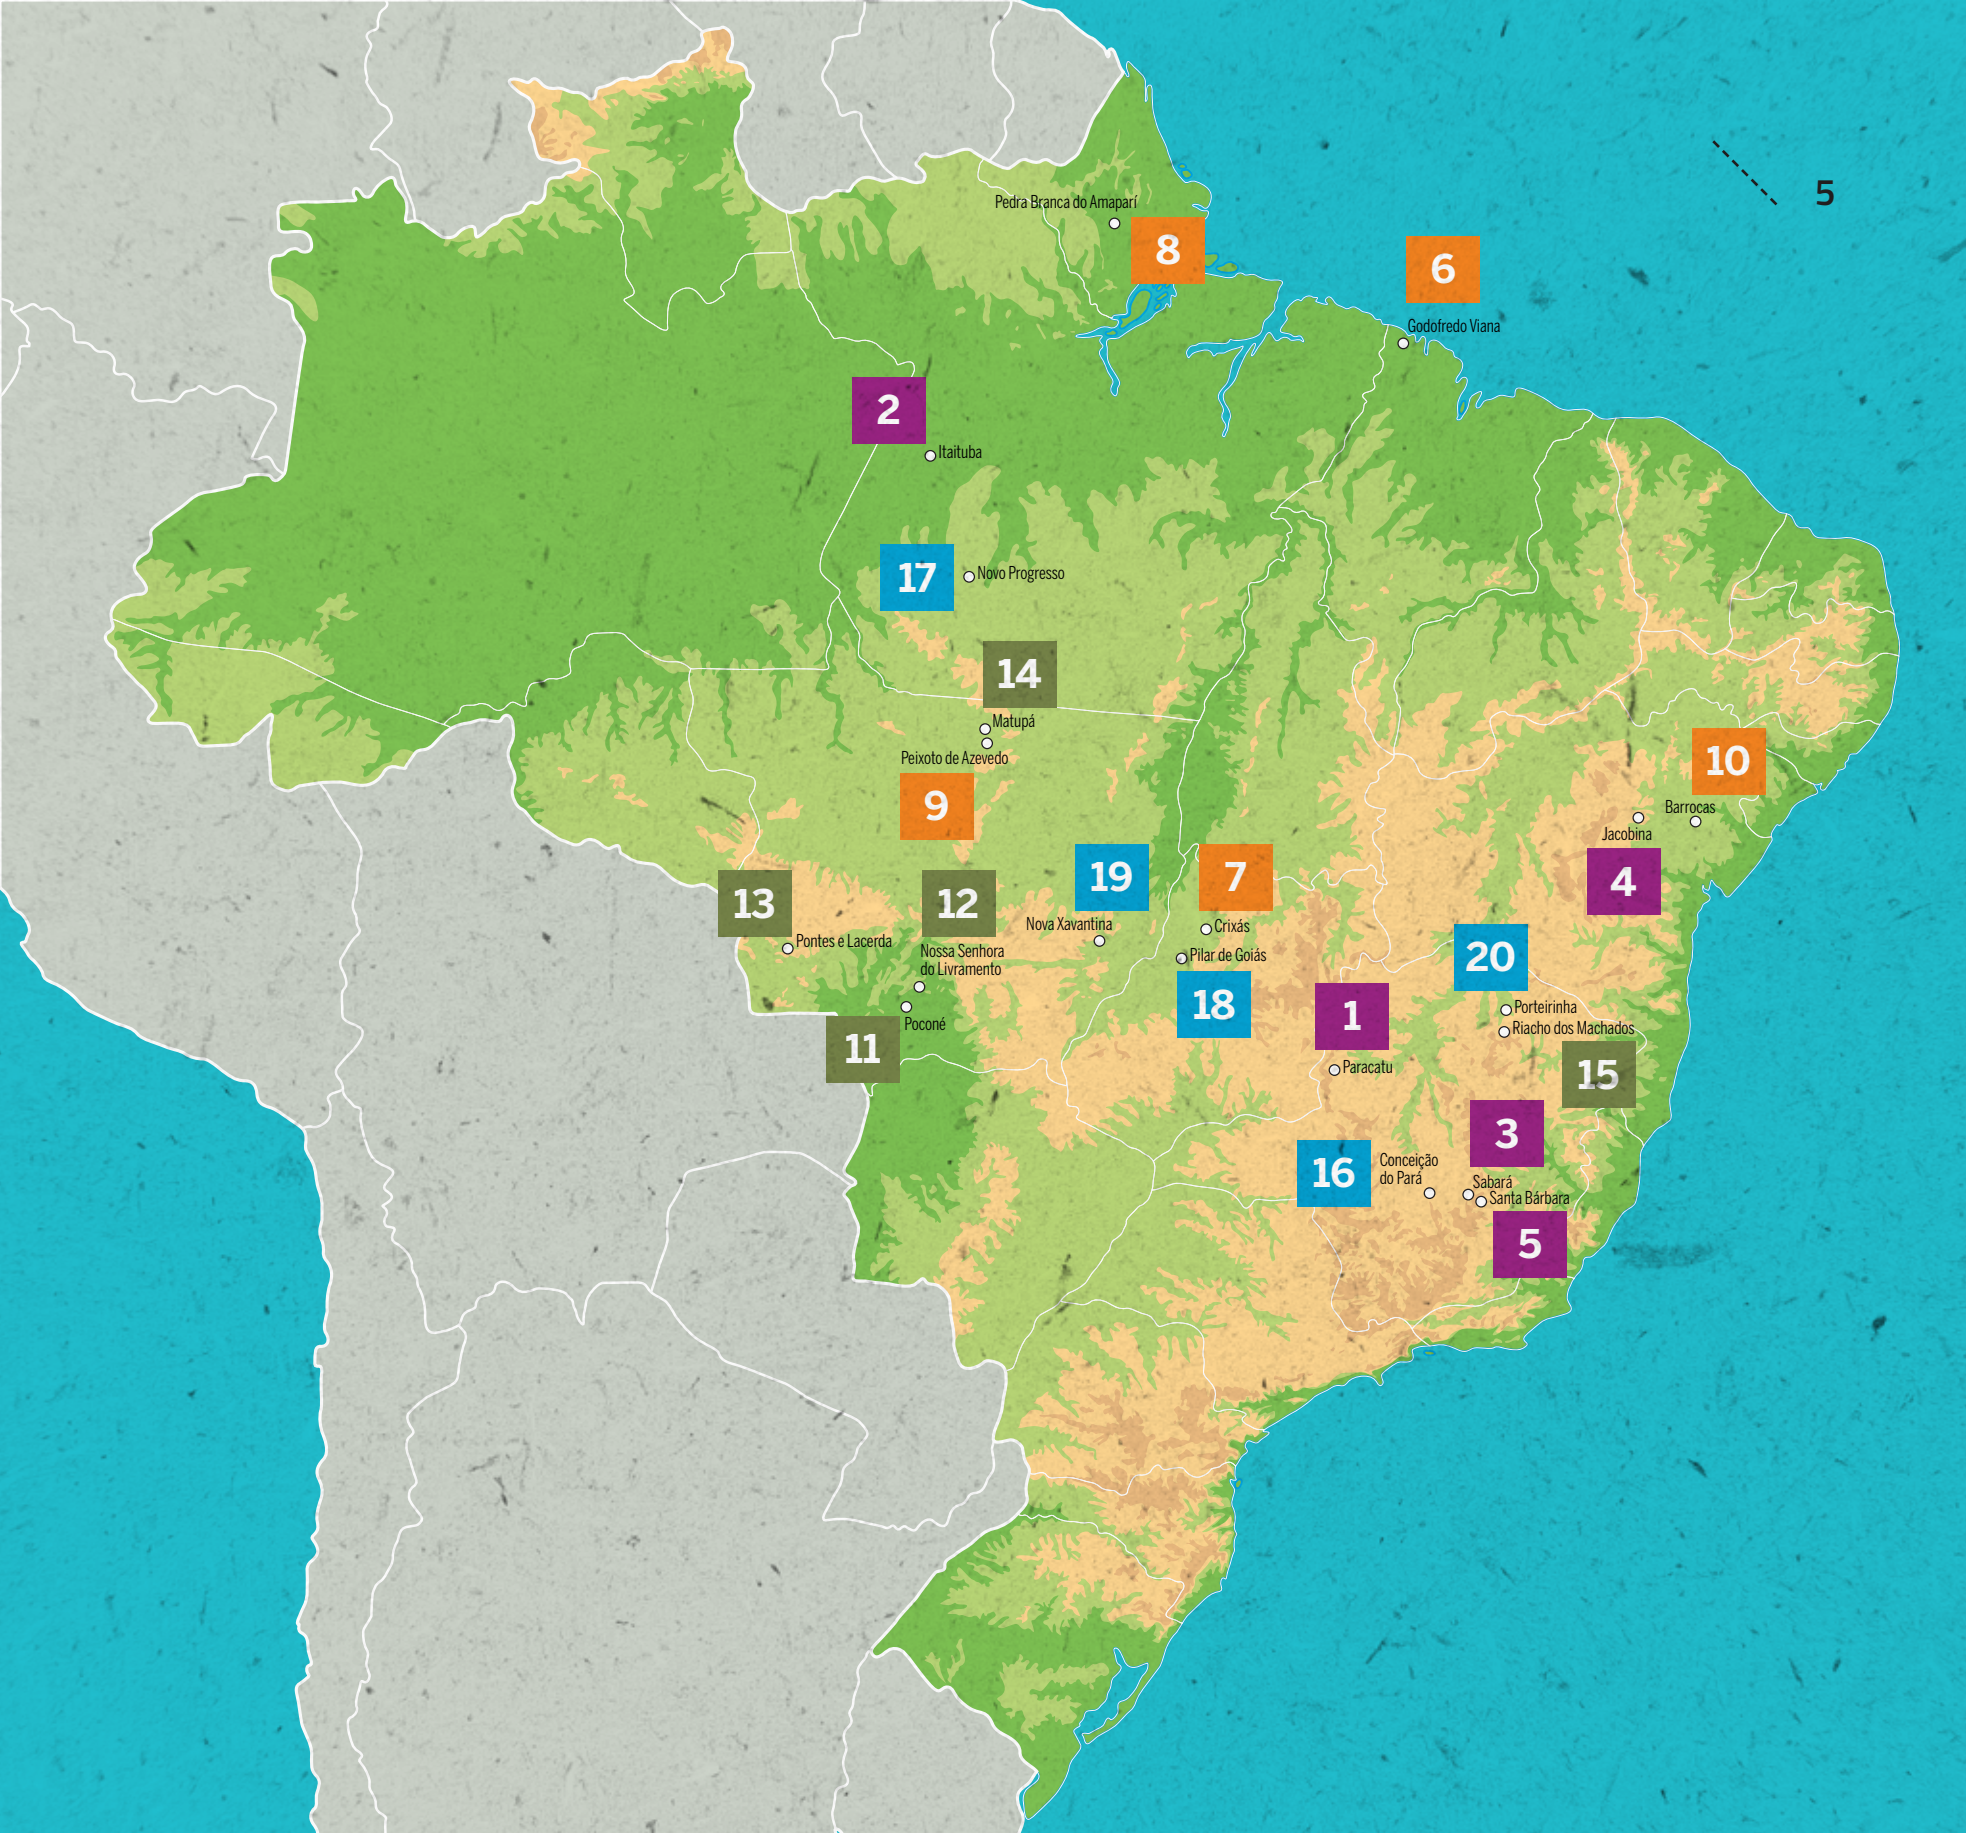 5
Pedra Branca do Amaparí
8
6
Godofredo Viana
2
Itaituba
17
Novo Progresso
14
Matupá
Peixoto de Azevedo
9
10
Barrocas
Jacobina
4
13
Pontes e Lacerda
12
Nossa Senhora
do Livramento
Poconé
11
19
Nova Xavantina
7
Crixás
Pilar de Goiás
18
20
Porteirinha
Riacho dos Machados
1
Paracatu
15
3
16
Conceição
do Pará
Sabará
Santa Bárbara
5